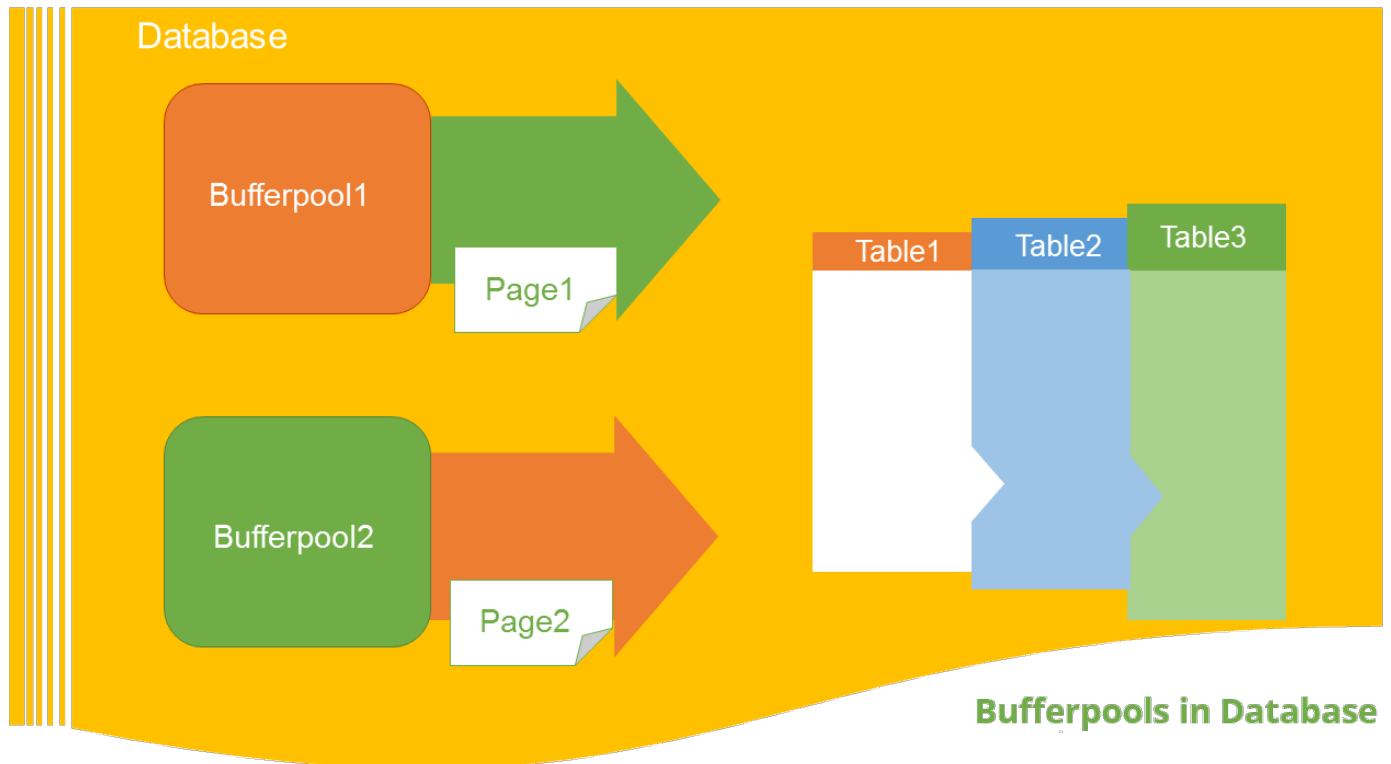 Database
Bufferpool1
Page1
Table1
Table2
Table3
Bufferpool2
Page2
Bufferpools in Database